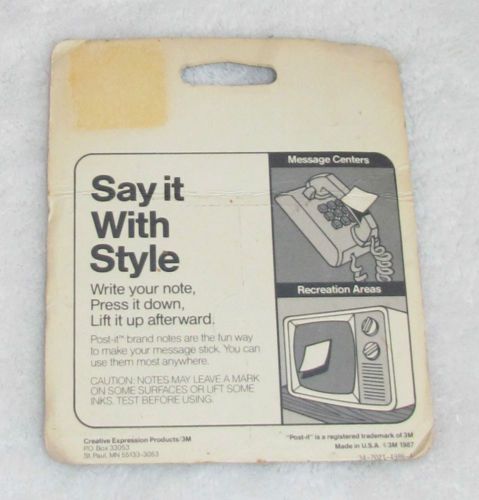 Message Centers
Say it
With
Style
Write your note,
Press it down,
Lift it up afterward.
Post-it™ brand notes are the fun way
to make your message stick. You can
use them most anywhere.
CAUTION: NOTES MAY LEAVE A MARK
ON SOME SURFACES OR LIFT SOME
INKS. TEST BEFORE USING.
Recreation Areas
Creative Expression Products/3M
PO Box 33053
St. Paul, MN 55133-3053
"Post-it" is a registered trademark of 3M
Made in U.S.A. ©3M 1987